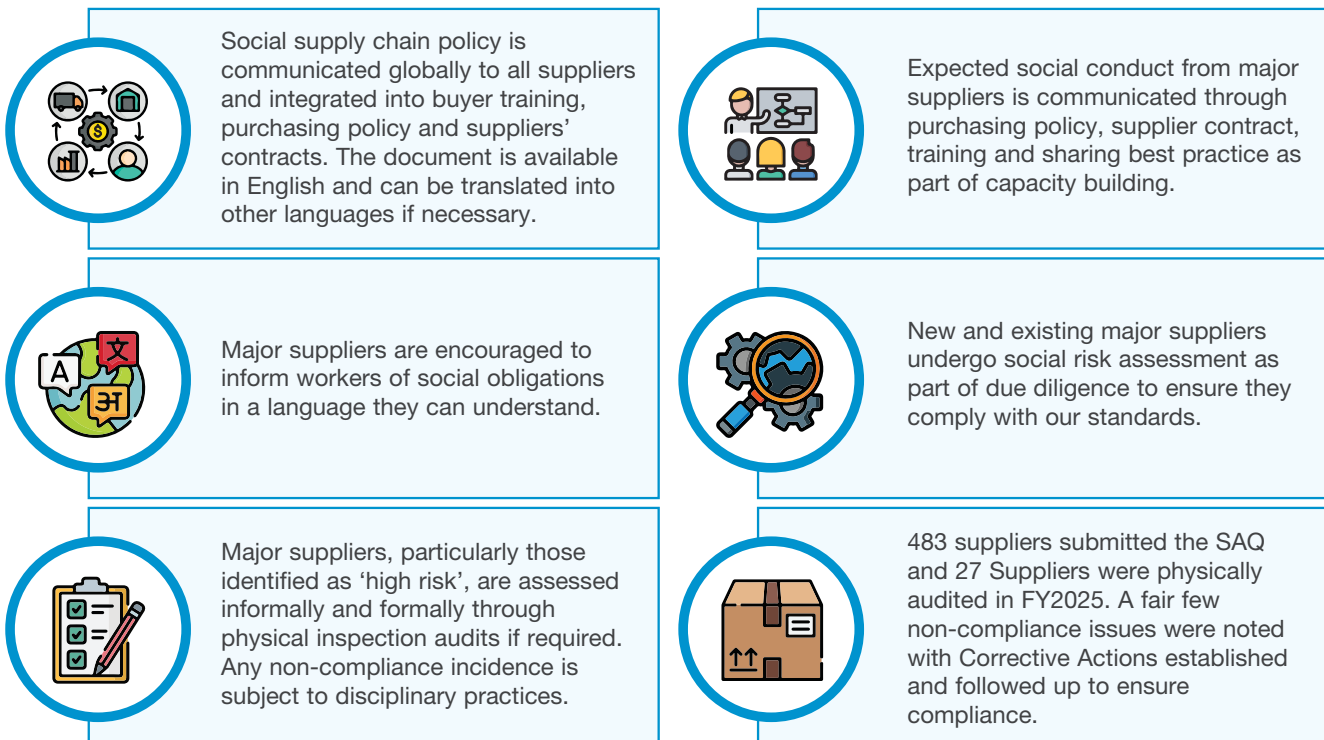 Social supply chain policy is
communicated globally to all suppliers
and integrated into buyer training,
purchasing policy and suppliers’
contracts. The document is available
in English and can be translated into
other languages if necessary.
Expected social conduct from major
suppliers is communicated through
purchasing policy, supplier contract,
training and sharing best practice as
part of capacity building.
A
文
अ
Major suppliers are encouraged to
inform workers of social obligations
in a language they can understand.
New and existing major suppliers
undergo social risk assessment as
part of due diligence to ensure they
comply with our standards.
Major suppliers, particularly those
identified as ‘high risk’, are assessed
informally and formally through
physical inspection audits if required.
Any non-compliance incidence is
subject to disciplinary practices.
483 suppliers submitted the SAQ
and 27 Suppliers were physically
audited in FY2025. A fair few
non-compliance issues were noted
with Corrective Actions established
and followed up to ensure
compliance.